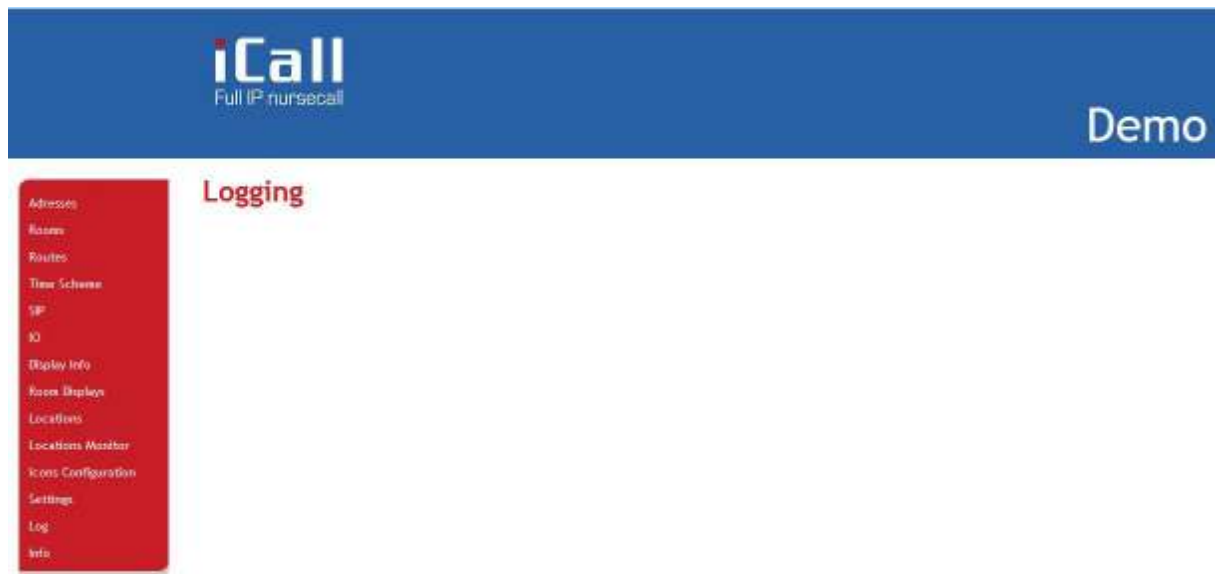 iCall
Full IP nursecall
Demo
Logging
Adresses
Rooms
Routes
Time Scheme
SIP
IO
Display Info
Room Displays
Locations
Locations Monitor
Icons Configuration
Settings
Log
Info